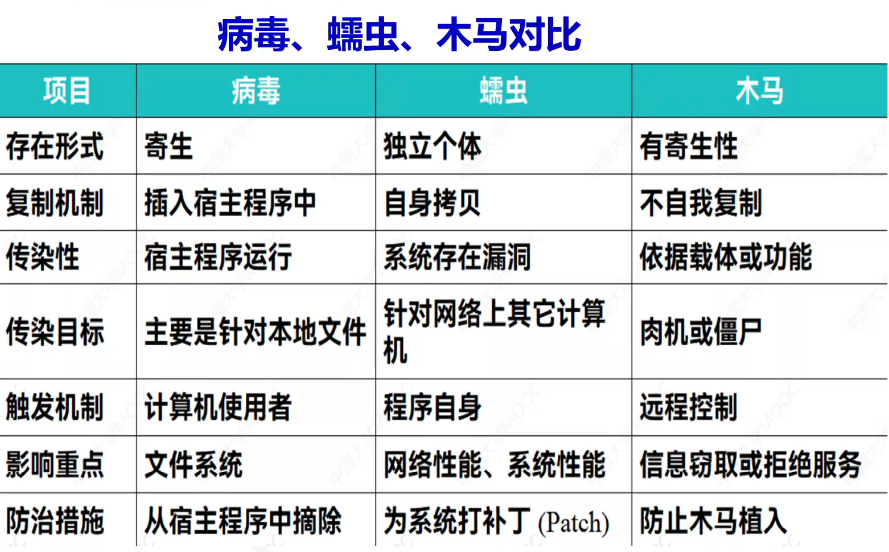 病毒、蠕虫、木马对比
项目 病毒 蠕虫 木马
存在形式 寄生 独立个体 有寄生性
复制机制 插入宿主程序中 自身拷贝 不自我复制
传染性 宿主程序运行 系统存在漏洞 依据载体或功能
传染目标 主要是针对本地文件 针对网络上其它计算 肉机或僵尸
机
触发机制 计算机使用者 程序自身 远程控制
影响重点 文件系统 网络性能、系统性能 信息窃取或拒绝服务
防治措施 从宿主程序中摘除 为系统打补丁 (Patch) 防止木马植入